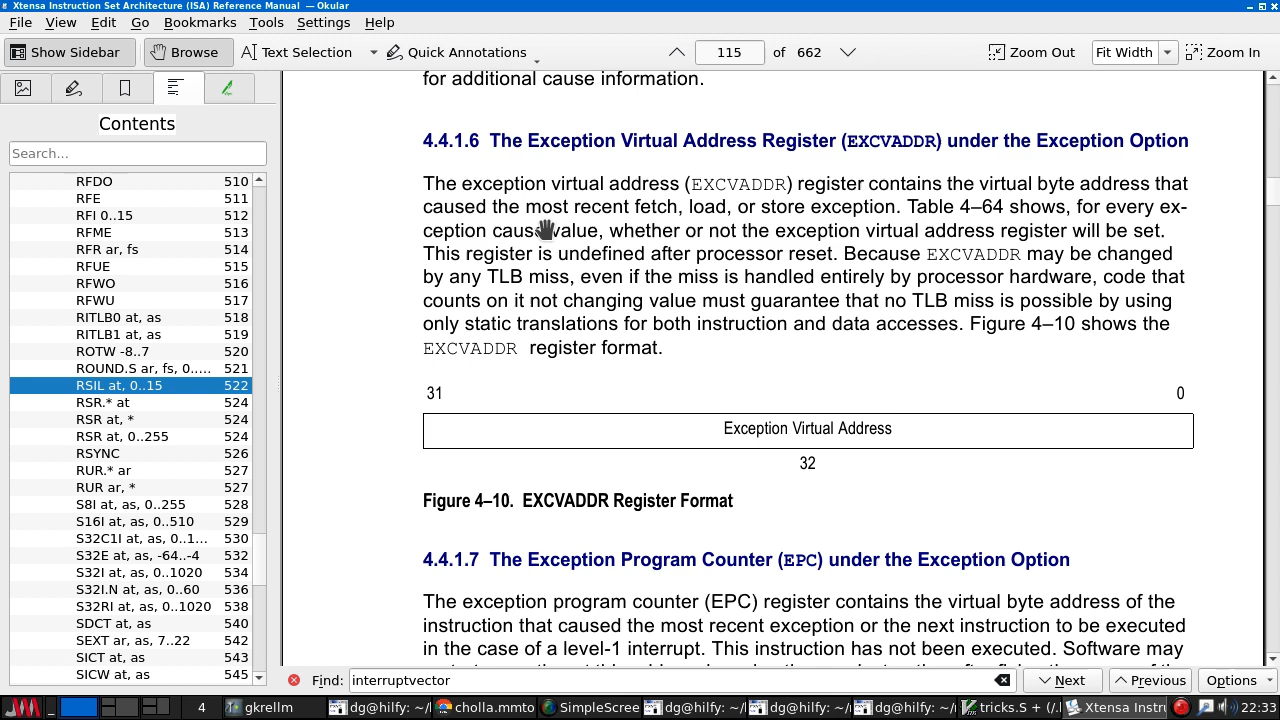 Xtensa Instruction Set Architecture (ISA) Reference Manual — Okular
File View Edit Go Bookmarks Tools Settings Help
Show Sidebar Browse Text Selection Quick Annotations 115 of 662 Zoom Out Fit Width Zoom In
Contents
Search...
RFDO 510
RFE 511
RFI 0..15 512
RFME 513
RFR ar, fs 514
RFUE 515
RFWO 516
RFWU 517
RITLB0 at, as 518
RITLB1 at, as 519
ROTW -8..7 520
ROUND.S ar, fs, 0..... 521
RSIL at, 0..15 522
RSR.* at 524
RSR at, * 524
RSR at, 0..255 524
RSYNC 526
RUR.* ar 527
RUR ar, * 527
S8I at, as, 0..255 528
S16I at, as, 0..510 529
S32C1I at, as, 0..1... 530
S32E at, as, -64..-4 532
S32I at, as, 0..1020 534
S32I.N at, as, 0..60 536
S32RI at, as, 0..1020 538
SDCT at, as 540
SEXT ar, as, 7..22 542
SICT at, as 543
SICW at, as 545
for additional cause information.
4.4.1.6 The Exception Virtual Address Register (EXCVADDR) under the Exception Option
The exception virtual address (EXCVADDR) register contains the virtual byte address that
caused the most recent fetch, load, or store exception. Table 4–64 shows, for every ex-
ception cause value, whether or not the exception virtual address register will be set.
This register is undefined after processor reset. Because EXCVADDR may be changed
by any TLB miss, even if the miss is handled entirely by processor hardware, code that
counts on it not changing value must guarantee that no TLB miss is possible by using
only static translations for both instruction and data accesses. Figure 4–10 shows the
EXCVADDR register format.
31 0
Exception Virtual Address
32
Figure 4–10. EXCVADDR Register Format
4.4.1.7 The Exception Program Counter (EPC) under the Exception Option
The exception program counter (EPC) register contains the virtual byte address of the
instruction that caused the most recent exception or the next instruction to be executed
in the case of a level-1 interrupt. This instruction has not been executed. Software may
Find: interruptvector Next Previous Options
4 gkrellm dg@hilfy: ~/ cholla.mmto SimpleScree dg@hilfy: ~/ dg@hilfy: ~/ dg@hilfy: ~/ tricks.S + (/. Xtensa Instru 22:33